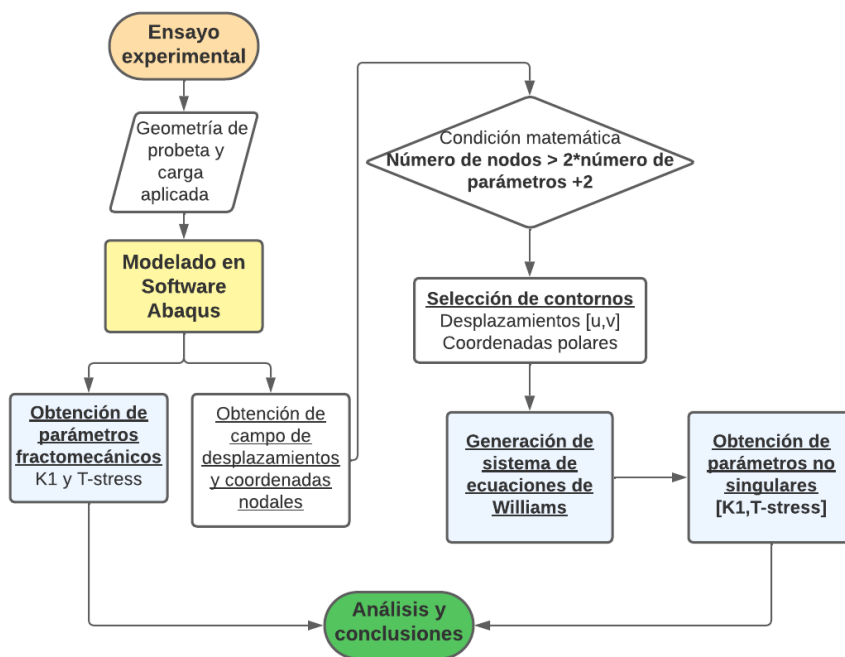 Ensayo
experimental
Geometría de
probeta y
carga
aplicada
Modelado en
Software
Abaqus
Obtención de
parámetros
fractomecánicos
K1 y T-stress
Obtención de
campo de
desplazamientos
y coordenadas
nodales
Condición matemática
Número de nodos > 2*número de
parámetros +2
Selección de contornos
Desplazamientos [u,v]
Coordenadas polares
Generación de
sistema de
ecuaciones de
Williams
Obtención de
parámetros no
singulares
[K1,T-stress]
Análisis y
conclusiones